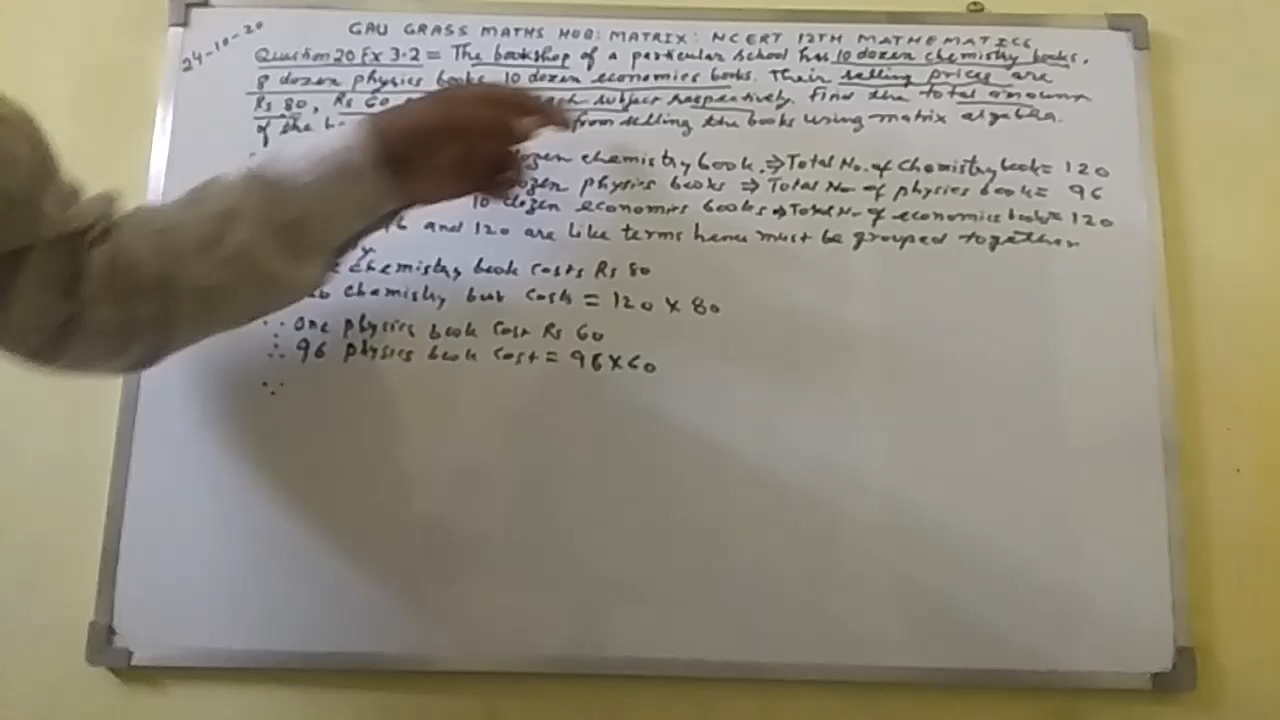 24-10-20
GAU GRASS MATHS HUB: MATRIX: NCERT 12TH MATHEMATICS
Question 20 Ex 3.2 = The bookshop of a particular school has 10 dozen chemistry books,
8 dozen physics books 10 dozen economics books. Their selling prices are
Rs 80, Rs 60 each subject respectively. Find the total amount
of the from selling the books using matrix algebra.
dozen chemistry book. ⇒ Total No. of chemistry book = 120
dozen physics books ⇒ Total No of physics book = 96
10 dozen economics books ⇒ Total No of economics book = 120
and 120 are like terms hence must be grouped together
chemistry book costs Rs 80
chemistry book costs = 120 × 80
∵ One physics book cost Rs 60
∴ 96 physics book cost = 96 × 60
∵